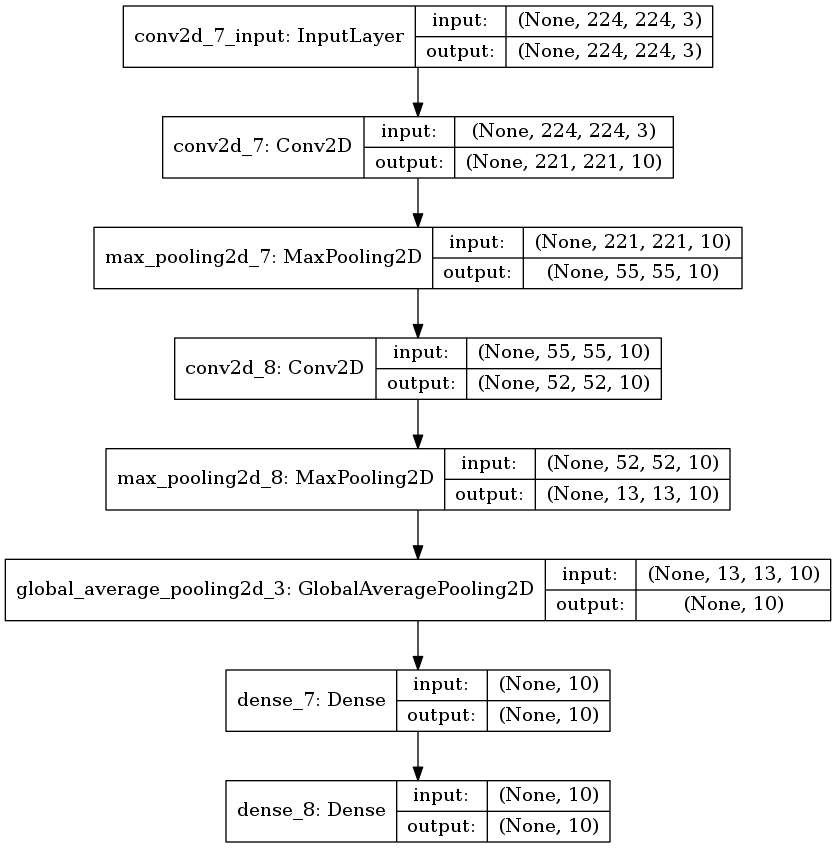 conv2d_7_input: InputLayer
input: (None, 224, 224, 3)
output: (None, 224, 224, 3)
conv2d_7: Conv2D
input: (None, 224, 224, 3)
output: (None, 221, 221, 10)
max_pooling2d_7: MaxPooling2D
input: (None, 221, 221, 10)
output: (None, 55, 55, 10)
conv2d_8: Conv2D
input: (None, 55, 55, 10)
output: (None, 52, 52, 10)
max_pooling2d_8: MaxPooling2D
input: (None, 52, 52, 10)
output: (None, 13, 13, 10)
global_average_pooling2d_3: GlobalAveragePooling2D
input: (None, 13, 13, 10)
output: (None, 10)
dense_7: Dense
input: (None, 10)
output: (None, 10)
dense_8: Dense
input: (None, 10)
output: (None, 10)